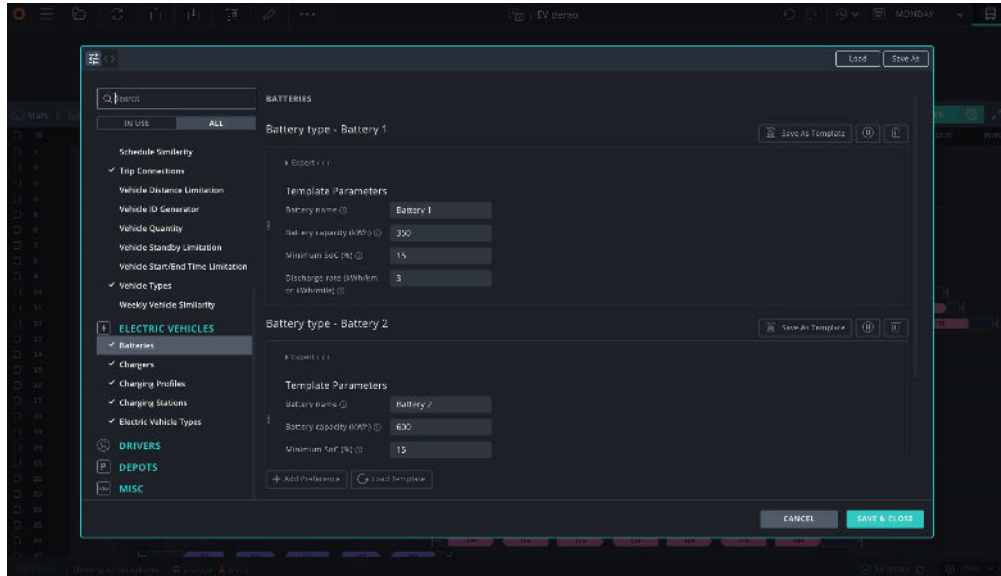 EV demo
MONDAY
Load
Save As
Search
IN USE
ALL
Schedule Similarity
Trip Connections
Vehicle Distance Limitation
Vehicle ID Generator
Vehicle Quantity
Vehicle Standby Limitation
Vehicle Start/End Time Limitation
Vehicle Types
Weekly Vehicle Similarity
ELECTRIC VEHICLES
Batteries
Chargers
Charging Profiles
Charging Stations
Electric Vehicle Types
DRIVERS
DEPOTS
MISC
BATTERIES
Battery type - Battery 1
Save As Template
Expert
Template Parameters
Battery name
Battery 1
Battery capacity (kWh)
350
Minimum SoC (%)
15
Discharge rate (kWh/km
or kWh/mile)
3
Battery type - Battery 2
Save As Template
Expert
Template Parameters
Battery name
Battery 2
Battery capacity (kWh)
600
Minimum SoC (%)
15
+ Add Preference
Load Template
CANCEL
SAVE & CLOSE